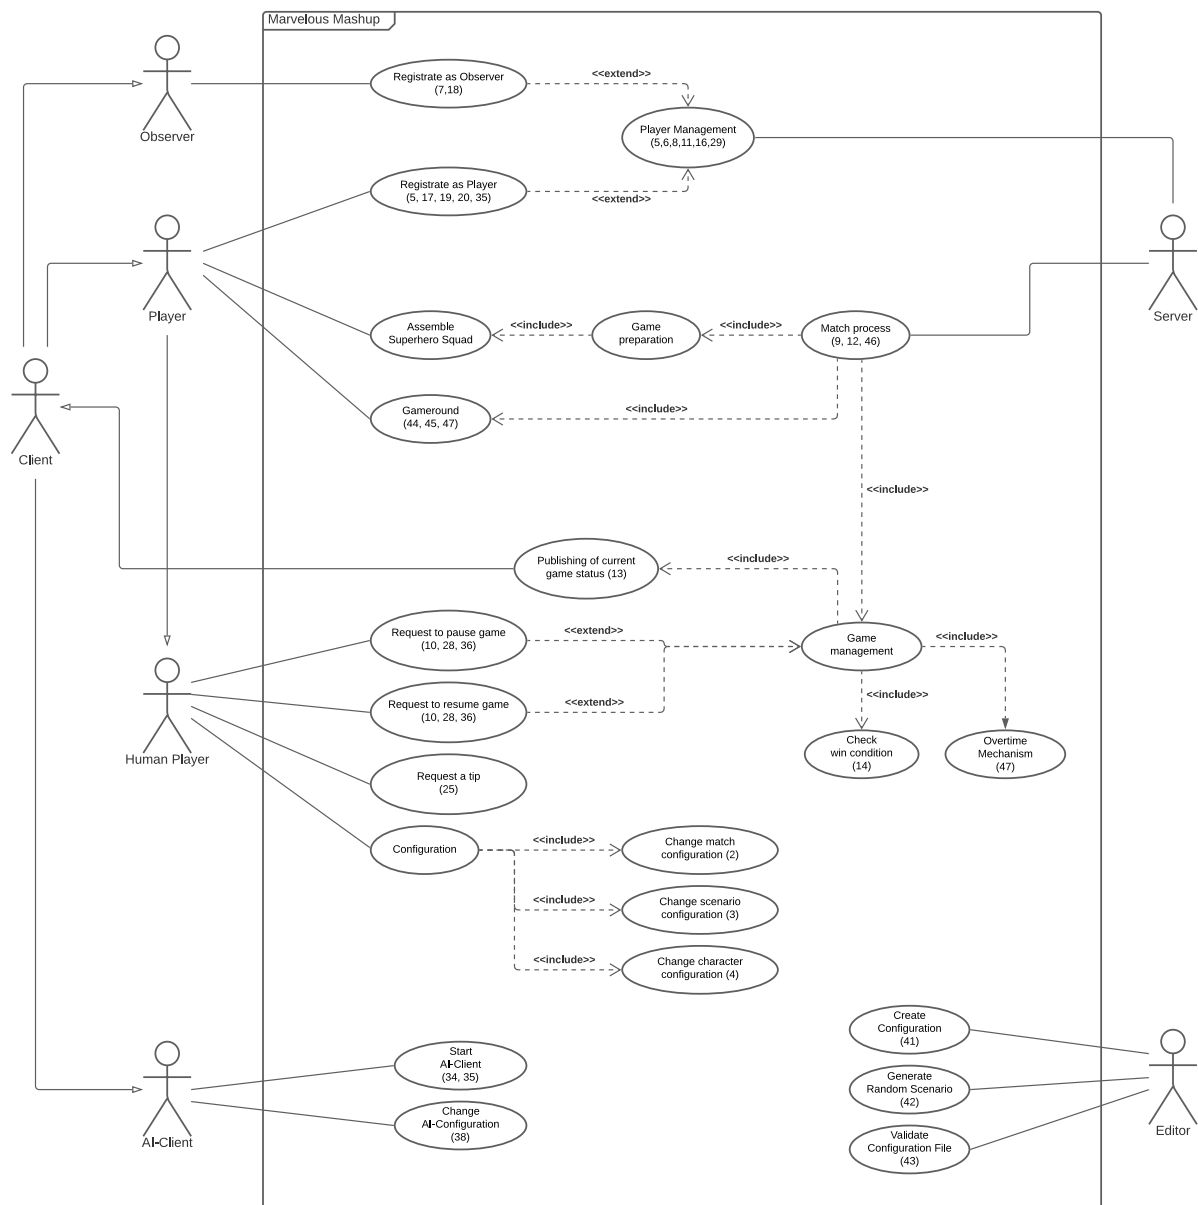 Marvelous Mashup
Observer
Registrate as Observer
(7,18)
<<extend>>
Player Management
(5,6,8,11,16,29)
Registrate as Player
(5, 17, 19, 20, 35)
<<extend>>
Player
Server
Assemble
Superhero Squad
<<include>>
Game
preparation
<<include>>
Match process
(9, 12, 46)
Client
Gameround
(44, 45, 47)
<<include>>
<<include>>
Publishing of current
game status (13)
<<include>>
Request to pause game
(10, 28, 36)
<<extend>>
Game
management
<<include>>
Human Player
Request to resume game
(10, 28, 36)
<<extend>>
<<include>>
Check
win condition
(14)
Overtime
Mechanism
(47)
Request a tip
(25)
Configuration
<<include>>
Change match
configuration (2)
<<include>>
Change scenario
configuration (3)
<<include>>
Change character
configuration (4)
Create
Configuration
(41)
Start
AI-Client
(34, 35)
Generate
Random Scenario
(42)
AI-Client
Change
AI-Configuration
(38)
Editor
Validate
Configuration File
(43)